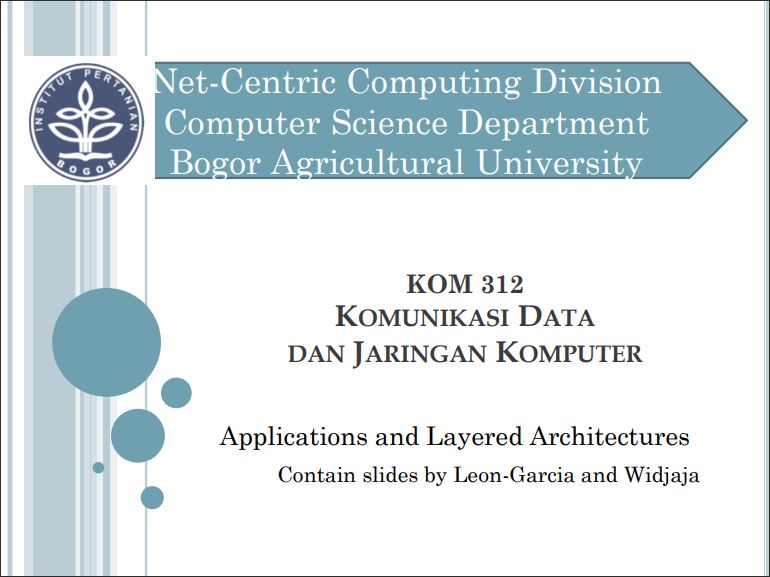 INSTITUT PERTANIAN
BOGOR
Net-Centric Computing Division
Computer Science Department
Bogor Agricultural University
KOM 312
KOMUNIKASI DATA
DAN JARINGAN KOMPUTER
Applications and Layered Architectures
Contain slides by Leon-Garcia and Widjaja